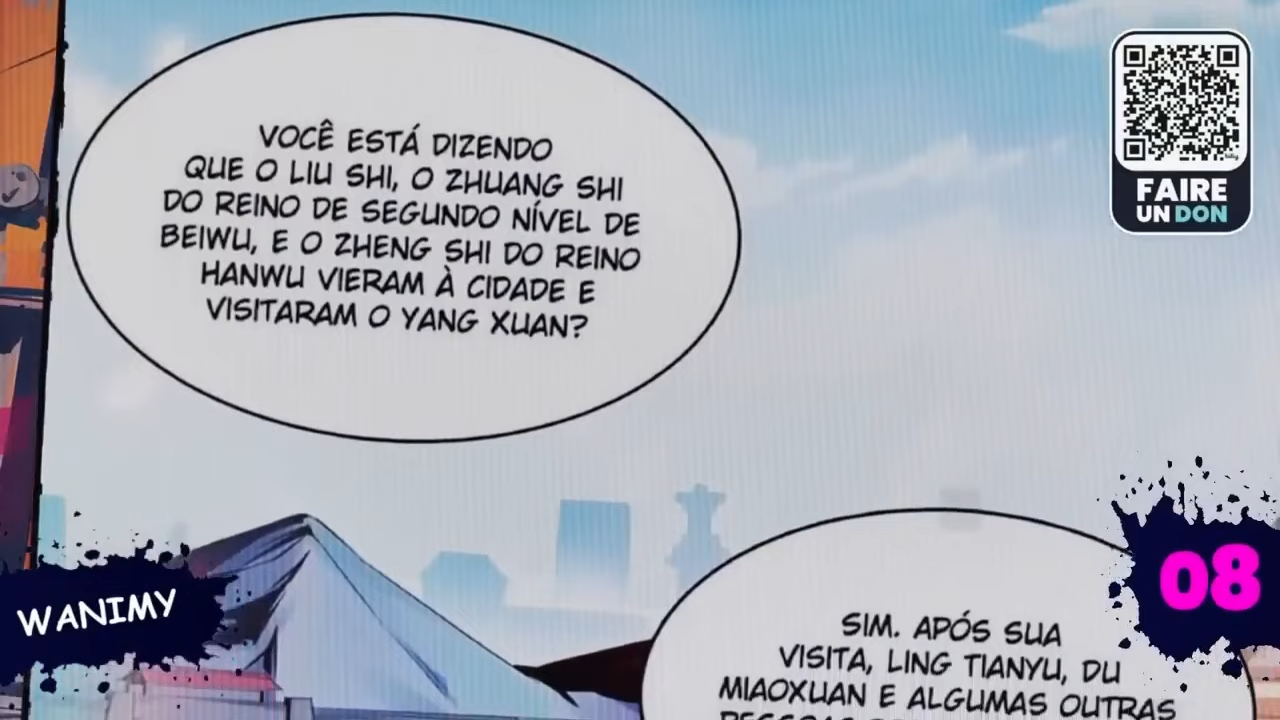 VOCÊ ESTÁ DIZENDO
QUE O LIU SHI, O ZHUANG SHI
DO REINO DE SEGUNDO NÍVEL DE
BEIWU, E O ZHENG SHI DO REINO
HANWU VIERAM À CIDADE E
VISITARAM O YANG XUAN?
FAIRE
UN DON
WANIMY
08
SIM. APÓS SUA
VISITA, LING TIANYU, DU
MIAOXUAN E ALGUMAS OUTRAS